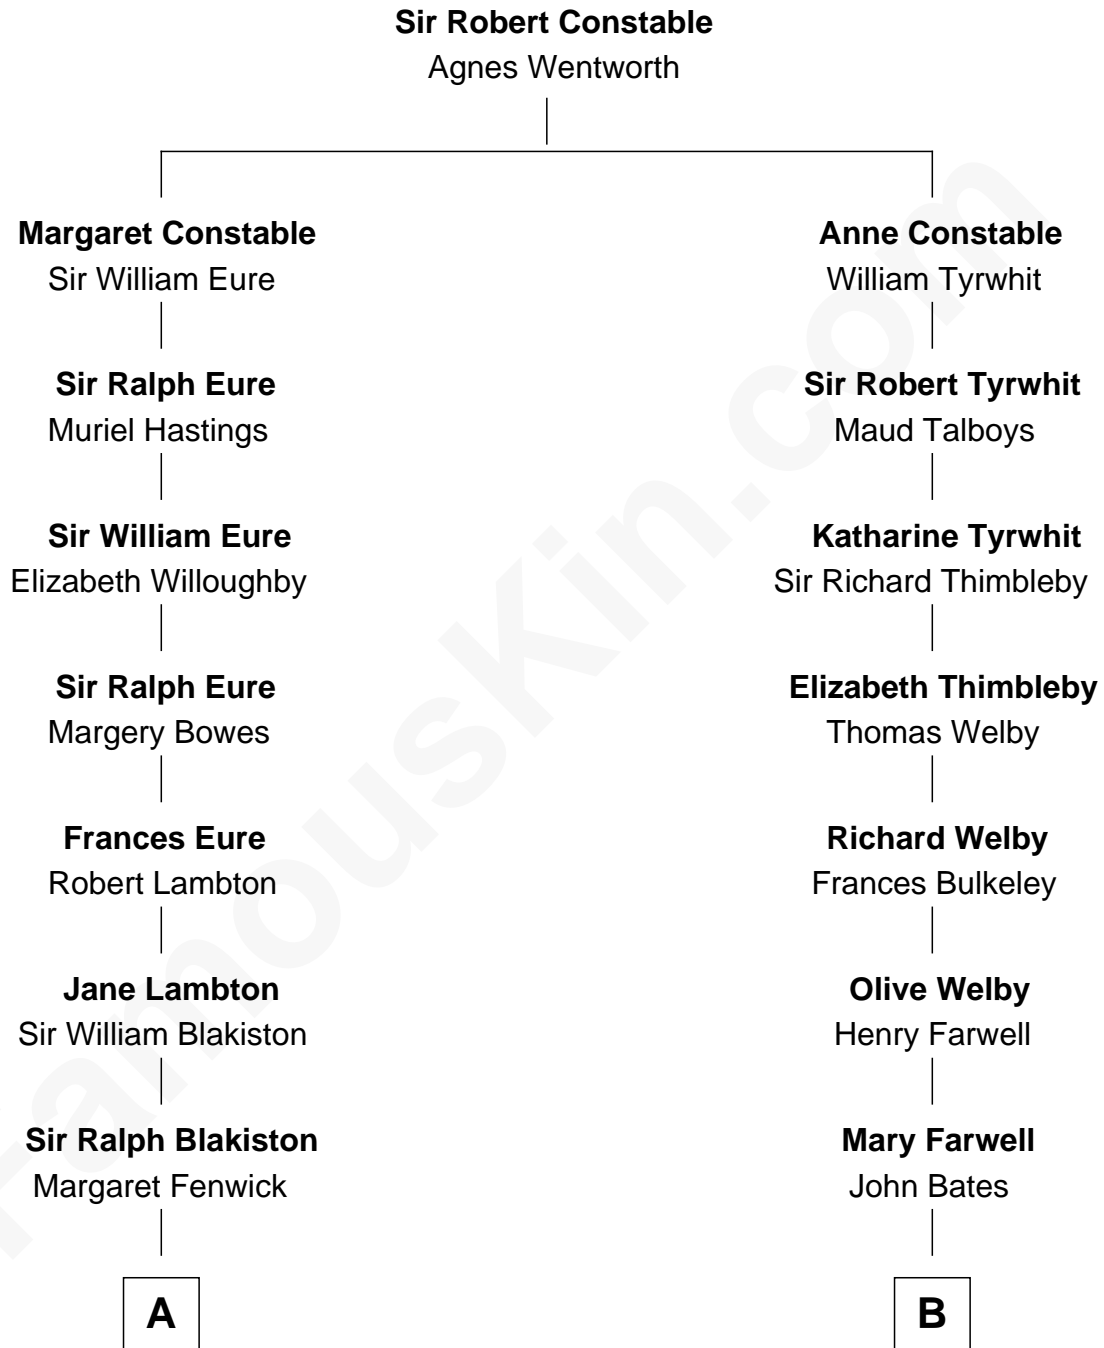 Sir Robert Constable
Agnes Wentworth
Margaret Constable
Sir William Eure
Anne Constable
William Tyrwhit
Sir Ralph Eure
Muriel Hastings
Sir Robert Tyrwhit
Maud Talboys
Sir William Eure
Elizabeth Willoughby
Katharine Tyrwhit
Sir Richard Thimbleby
Sir Ralph Eure
Margery Bowes
Elizabeth Thimbleby
Thomas Welby
Frances Eure
Robert Lambton
Richard Welby
Frances Bulkeley
Jane Lambton
Sir William Blakiston
Olive Welby
Henry Farwell
Sir Ralph Blakiston
Margaret Fenwick
Mary Farwell
John Bates
A
B
FamousKin.com